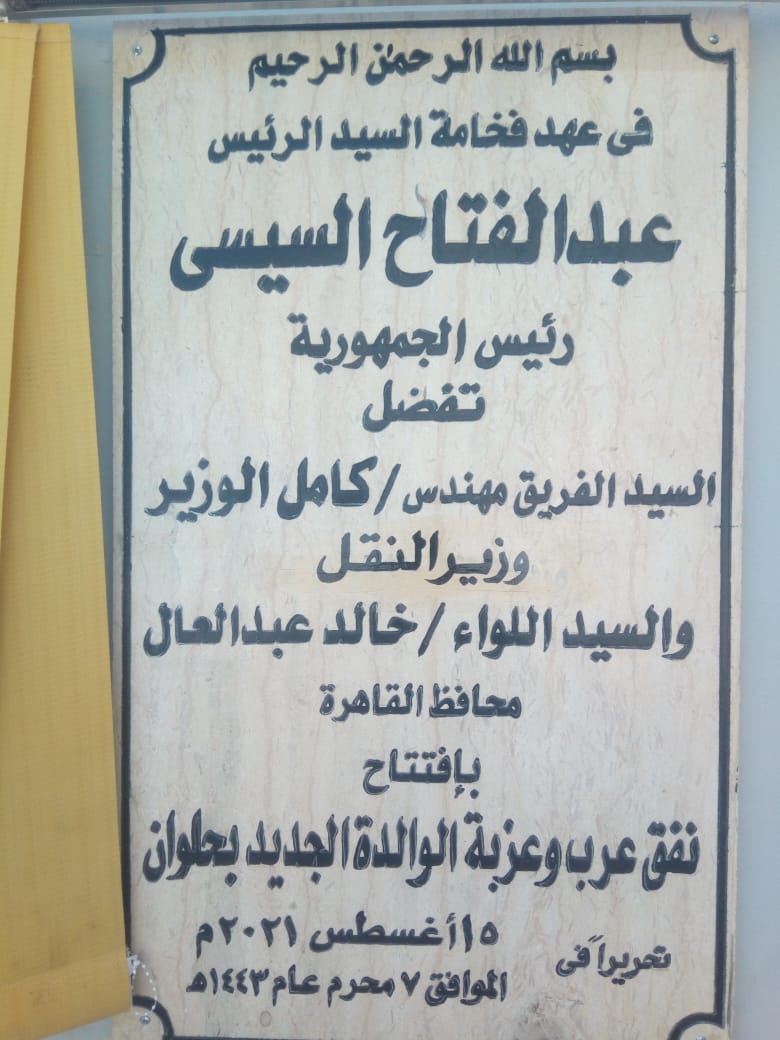 بسم الله الرحمن الرحيم
فى عهد فخامة السيد الرئيس
عبدالفتاح السيسى
رئيس الجمهورية
تفضل
السيد الفريق مهندس / كامل الوزير
وزير النقل
والسيد اللواء / خالد عبدالعال
محافظ القاهرة
بإفتتاح
نفق عرب وعزبة الوالدة الجديد بحلوان
تحريراً فى ١٥ أغسطس ٢٠٢١م
الموافق ٧ محرم عام ١٤٤٣هـ